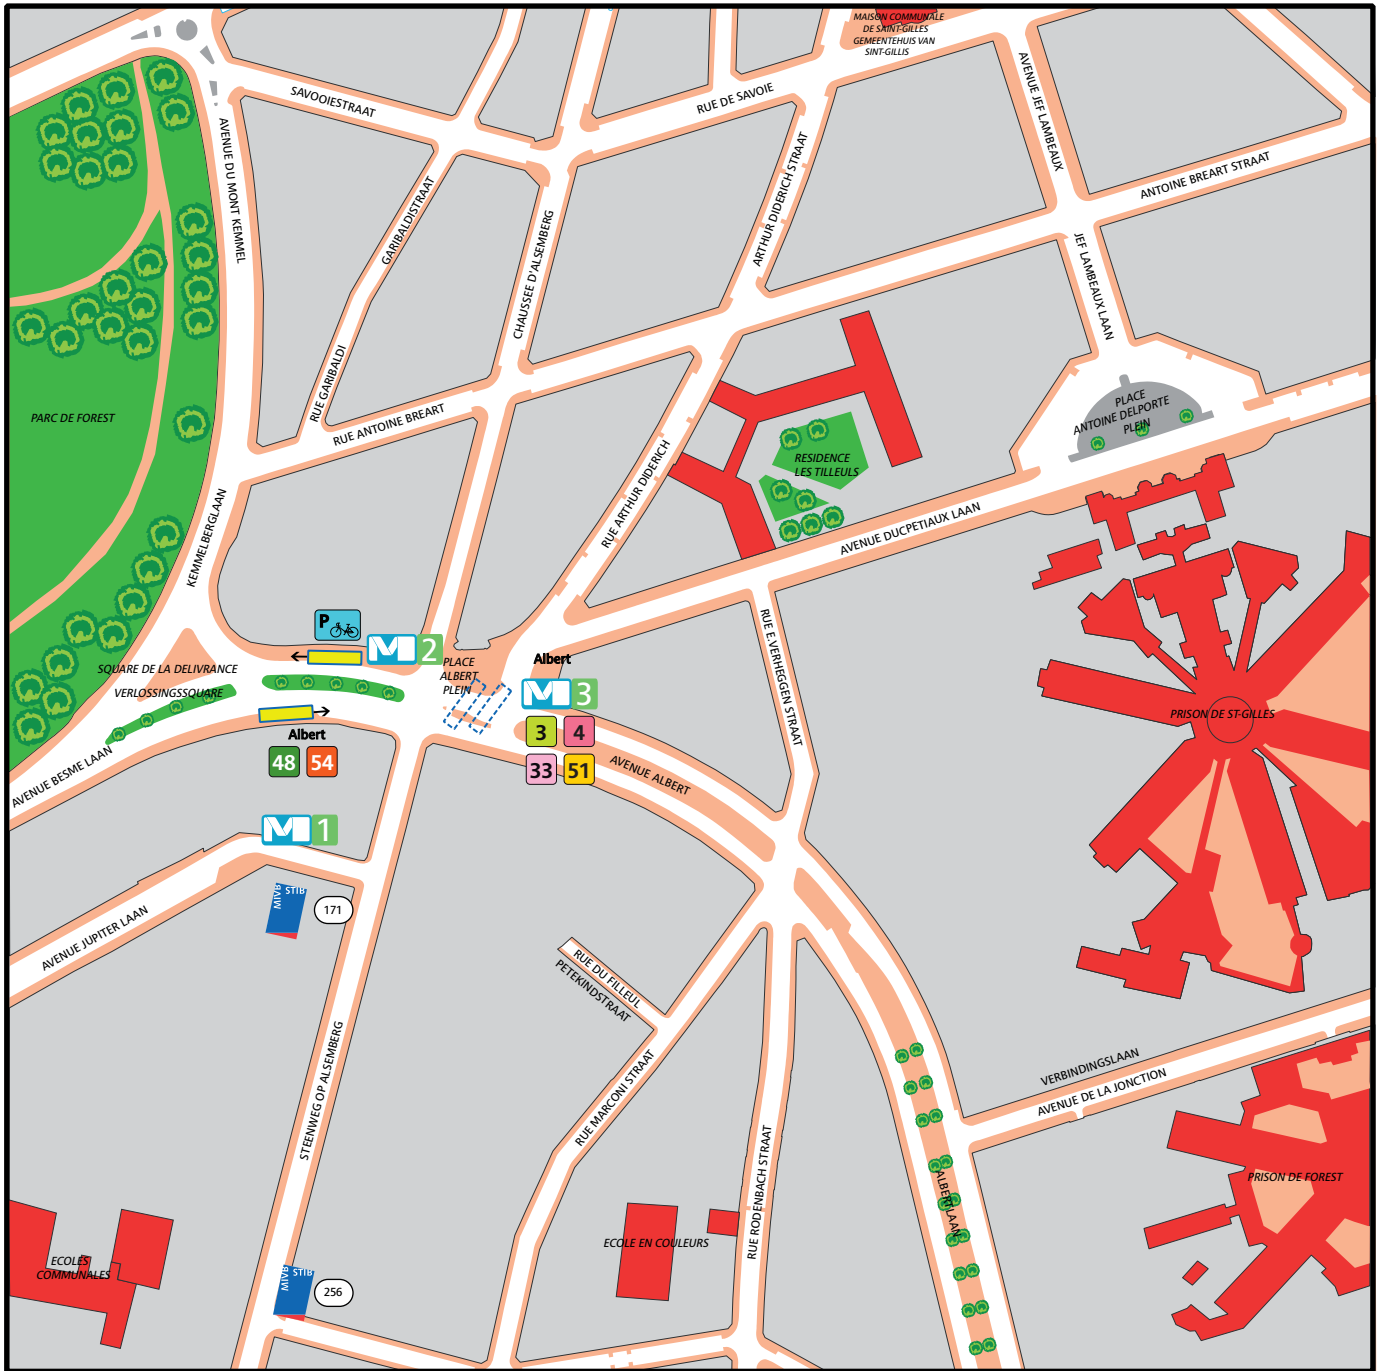 MAISON COMMUNALE
DE SAINT-GILLES
GEMEENTEHUIS VAN
SINT-GILLIS
SAVOOIESTRAAT
RUE DE SAVOIE
AVENUE JEF LAMBEAUX
AVENUE DU MONT KEMMEL
GARIBALDISTRAAT
ARTHUR DIDERICH STRAAT
ANTOINE BREART STRAAT
CHAUSSEE D'ALSEMBERG
JEF LAMBEAUX LAAN
RUE GARIBALDI
RUE ANTOINE BREART
PARC DE FOREST
PLACE
ANTOINE DELPORTE
PLEIN
RESIDENCE
LES TILLEULS
RUE ARTHUR DIDERICH
KEMMELBERGLAAN
AVENUE DUCPETIAUX LAAN
RUE E.VERHEGGEN STRAAT
P
M 2
PLACE
ALBERT
PLEIN
Albert
M 3
3 4
33 51
SQUARE DE LA DELIVRANCE
VERLOSSINGSSQUARE
Albert
48 54
AVENUE BESME LAAN
AVENUE ALBERT
PRISON DE ST-GILLES
M 1
MIVB STIB
171
AVENUE JUPITER LAAN
RUE DU FILLEUL
PETEKINDSTRAAT
STEENWEG OP ALSEMBERG
RUE MARCONI STRAAT
VERBINDINGSLAAN
AVENUE DE LA JONCTION
RUE RODENBACH STRAAT
ALBERTLAAN
PRISON DE FOREST
ECOLE EN COULEURS
ECOLES
COMMUNALES
MIVB STIB
256